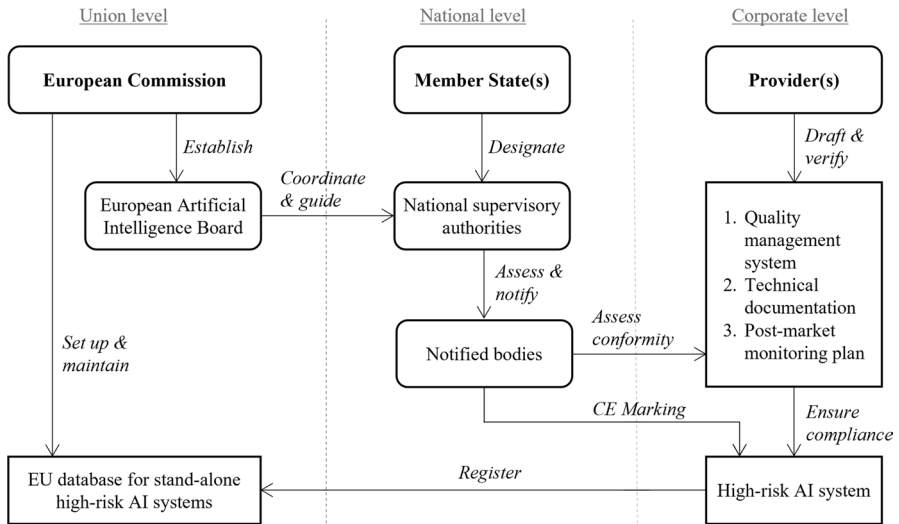 Union level
National level
Corporate level
European Commission
Member State(s)
Provider(s)
Establish
Designate
Draft &
verify
Coordinate
& guide
European Artificial
Intelligence Board
National supervisory
authorities
1. Quality
management
system
2. Technical
documentation
3. Post-market
monitoring plan
Assess &
notify
Set up &
maintain
Notified bodies
Assess
conformity
CE Marking
Ensure
compliance
EU database for stand-alone
high-risk AI systems
Register
High-risk AI system